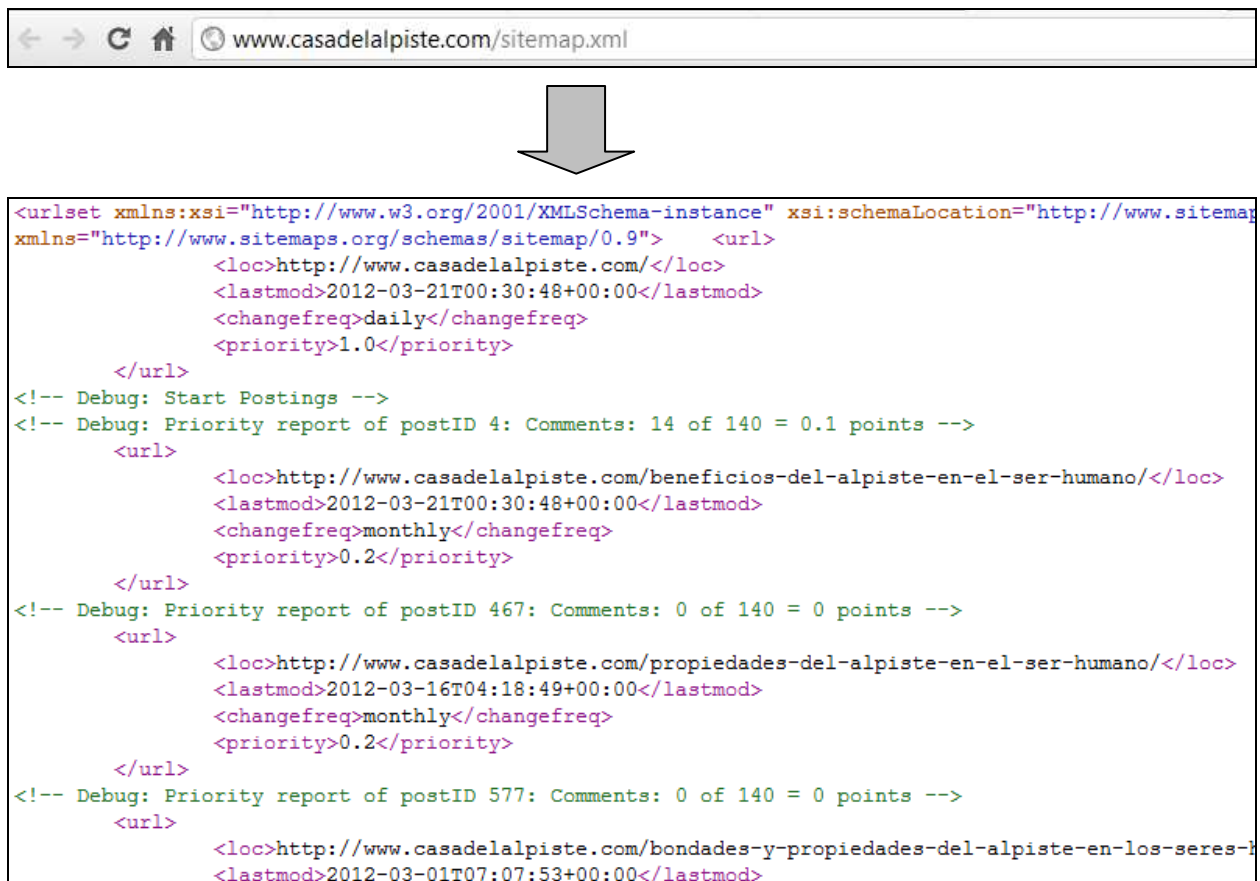 www.casadelalpiste.com/sitemap.xml
<urlset xmlns:xsi="http://www.w3.org/2001/XMLSchema-instance" xsi:schemaLocation="http://www.sitemap
xmlns="http://www.sitemaps.org/schemas/sitemap/0.9"> <url>
<loc>http://www.casadelalpiste.com/</loc>
<lastmod>2012-03-21T00:30:48+00:00</lastmod>
<changefreq>daily</changefreq>
<priority>1.0</priority>
</url>
<!-- Debug: Start Postings -->
<!-- Debug: Priority report of postID 4: Comments: 14 of 140 = 0.1 points -->
<url>
<loc>http://www.casadelalpiste.com/beneficios-del-alpiste-en-el-ser-humano/</loc>
<lastmod>2012-03-21T00:30:48+00:00</lastmod>
<changefreq>monthly</changefreq>
<priority>0.2</priority>
</url>
<!-- Debug: Priority report of postID 467: Comments: 0 of 140 = 0 points -->
<url>
<loc>http://www.casadelalpiste.com/propiedades-del-alpiste-en-el-ser-humano/</loc>
<lastmod>2012-03-16T04:18:49+00:00</lastmod>
<changefreq>monthly</changefreq>
<priority>0.2</priority>
</url>
<!-- Debug: Priority report of postID 577: Comments: 0 of 140 = 0 points -->
<url>
<loc>http://www.casadelalpiste.com/bondades-y-propiedades-del-alpiste-en-los-seres-h
<lastmod>2012-03-01T07:07:53+00:00</lastmod>